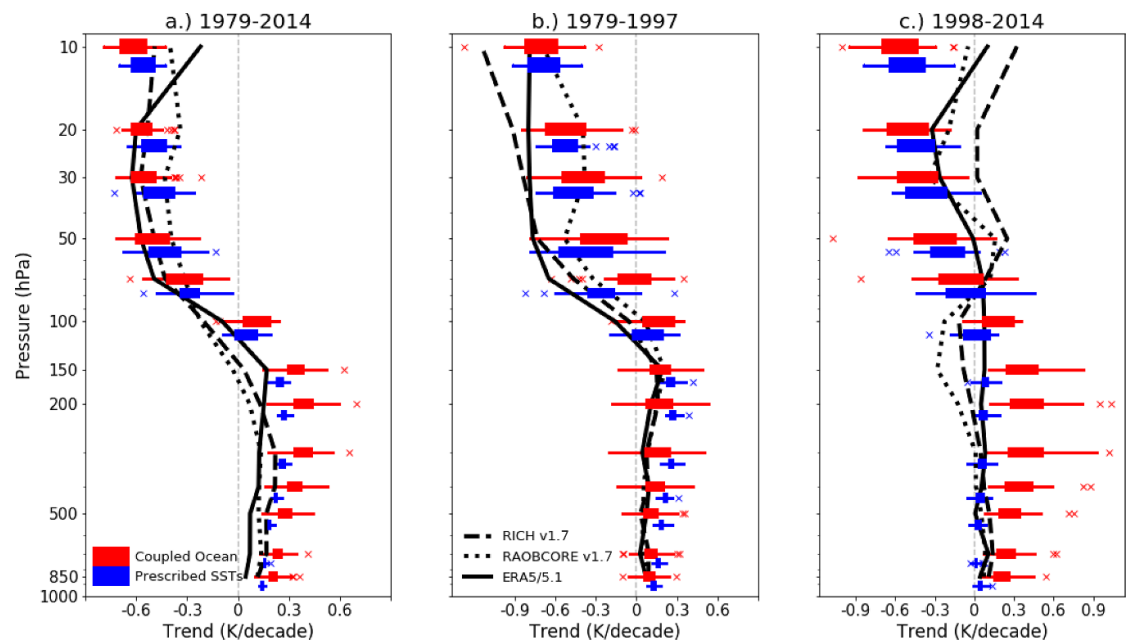 a.) 1979-2014
b.) 1979-1997
c.) 1998-2014
10
20
30
50
100
150
200
500
850
1000
Pressure (hPa)
Coupled Ocean
Prescribed SSTs
RICH v1.7
RAOBCORE v1.7
ERA5/5.1
-0.6 -0.3 0 0.3 0.6
-0.9 -0.6 -0.3 0 0.3 0.6
-0.9 -0.6 -0.3 0 0.3 0.6 0.9
Trend (K/decade)
Trend (K/decade)
Trend (K/decade)